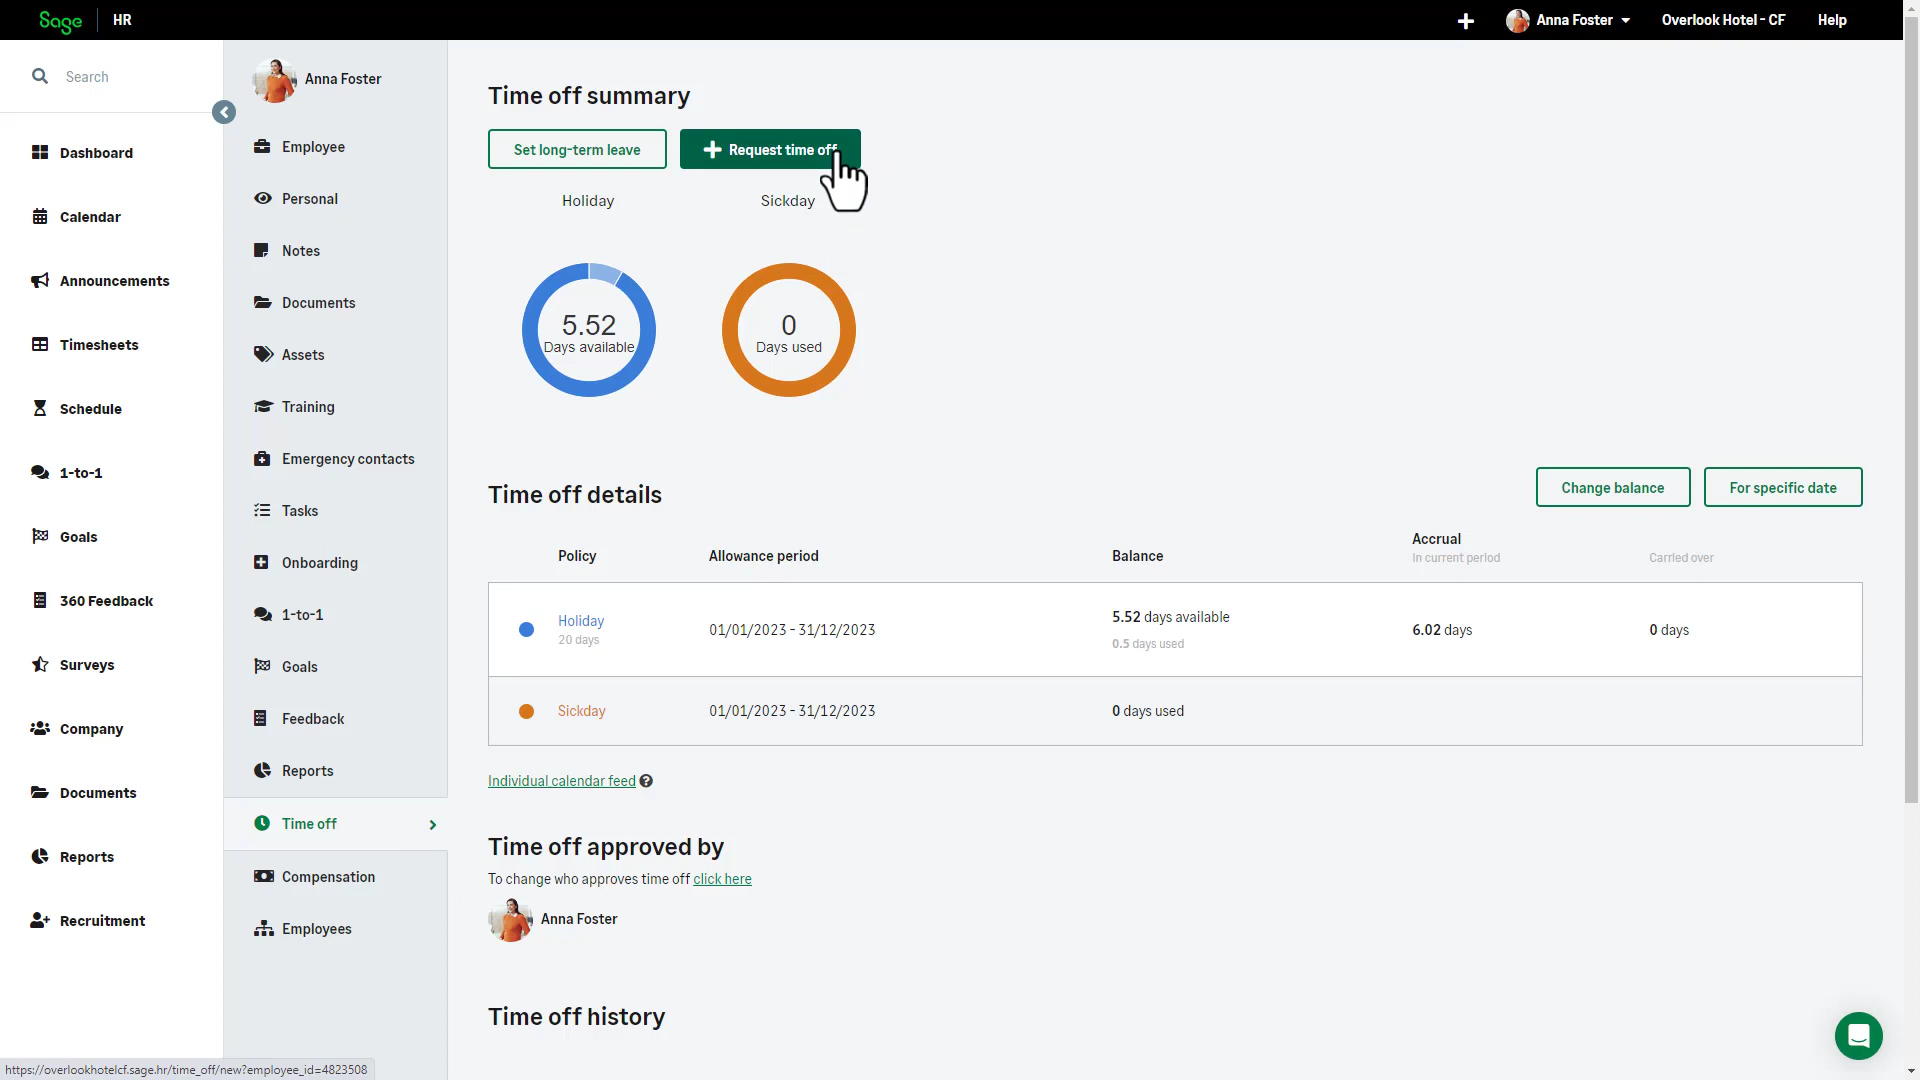 Sage HR
Anna Foster Overlook Hotel - CF Help
Search
Dashboard
Calendar
Announcements
Timesheets
Schedule
1-to-1
Goals
360 Feedback
Surveys
Company
Documents
Reports
Recruitment
Anna Foster
Employee
Personal
Notes
Documents
Assets
Training
Emergency contacts
Tasks
Onboarding
1-to-1
Goals
Feedback
Reports
Time off
Compensation
Employees
Time off summary
Set long-term leave
Request time off
Holiday Sickday
5.52
Days available
0
Days used
Time off details
Change balance For specific date
Policy Allowance period Balance Accrual
In current period Carried over
Holiday
20 days
01/01/2023 - 31/12/2023
5.52 days available
0.5 days used
6.02 days
0 days
Sickday 01/01/2023 - 31/12/2023 0 days used
Individual calendar feed ?
Time off approved by
To change who approves time off click here
Anna Foster
Time off history
https://overlookhotelcf.sage.hr/time_off/new?employee_id=4823508